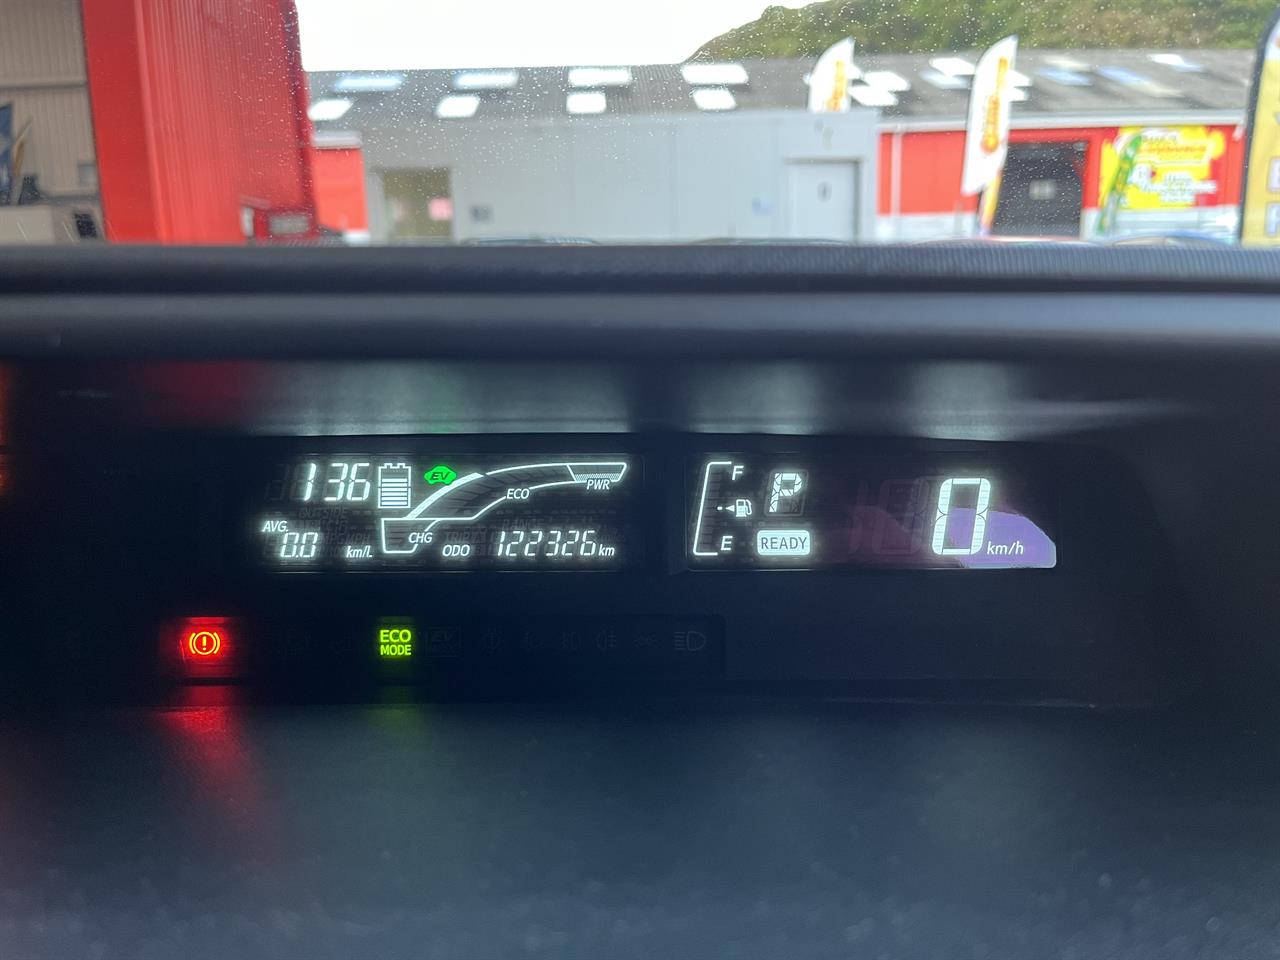 136
EV
ECO
PWR
AVG.
0.0 km/L
CHG
ODO 122326 km
F
P
E
READY
0 km/h
ECO
MODE